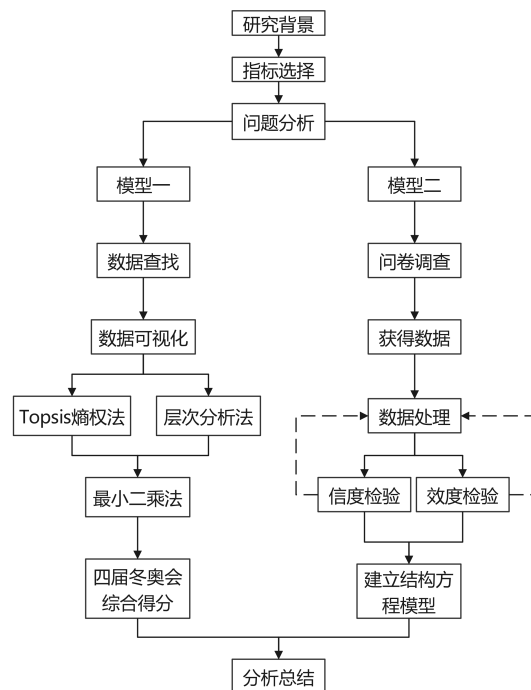 研究背景
指标选择
问题分析
模型一
模型二
数据查找
问卷调查
数据可视化
获得数据
Topsis熵权法
层次分析法
数据处理
最小二乘法
信度检验
效度检验
四届冬奥会
综合得分
建立结构方
程模型
分析总结